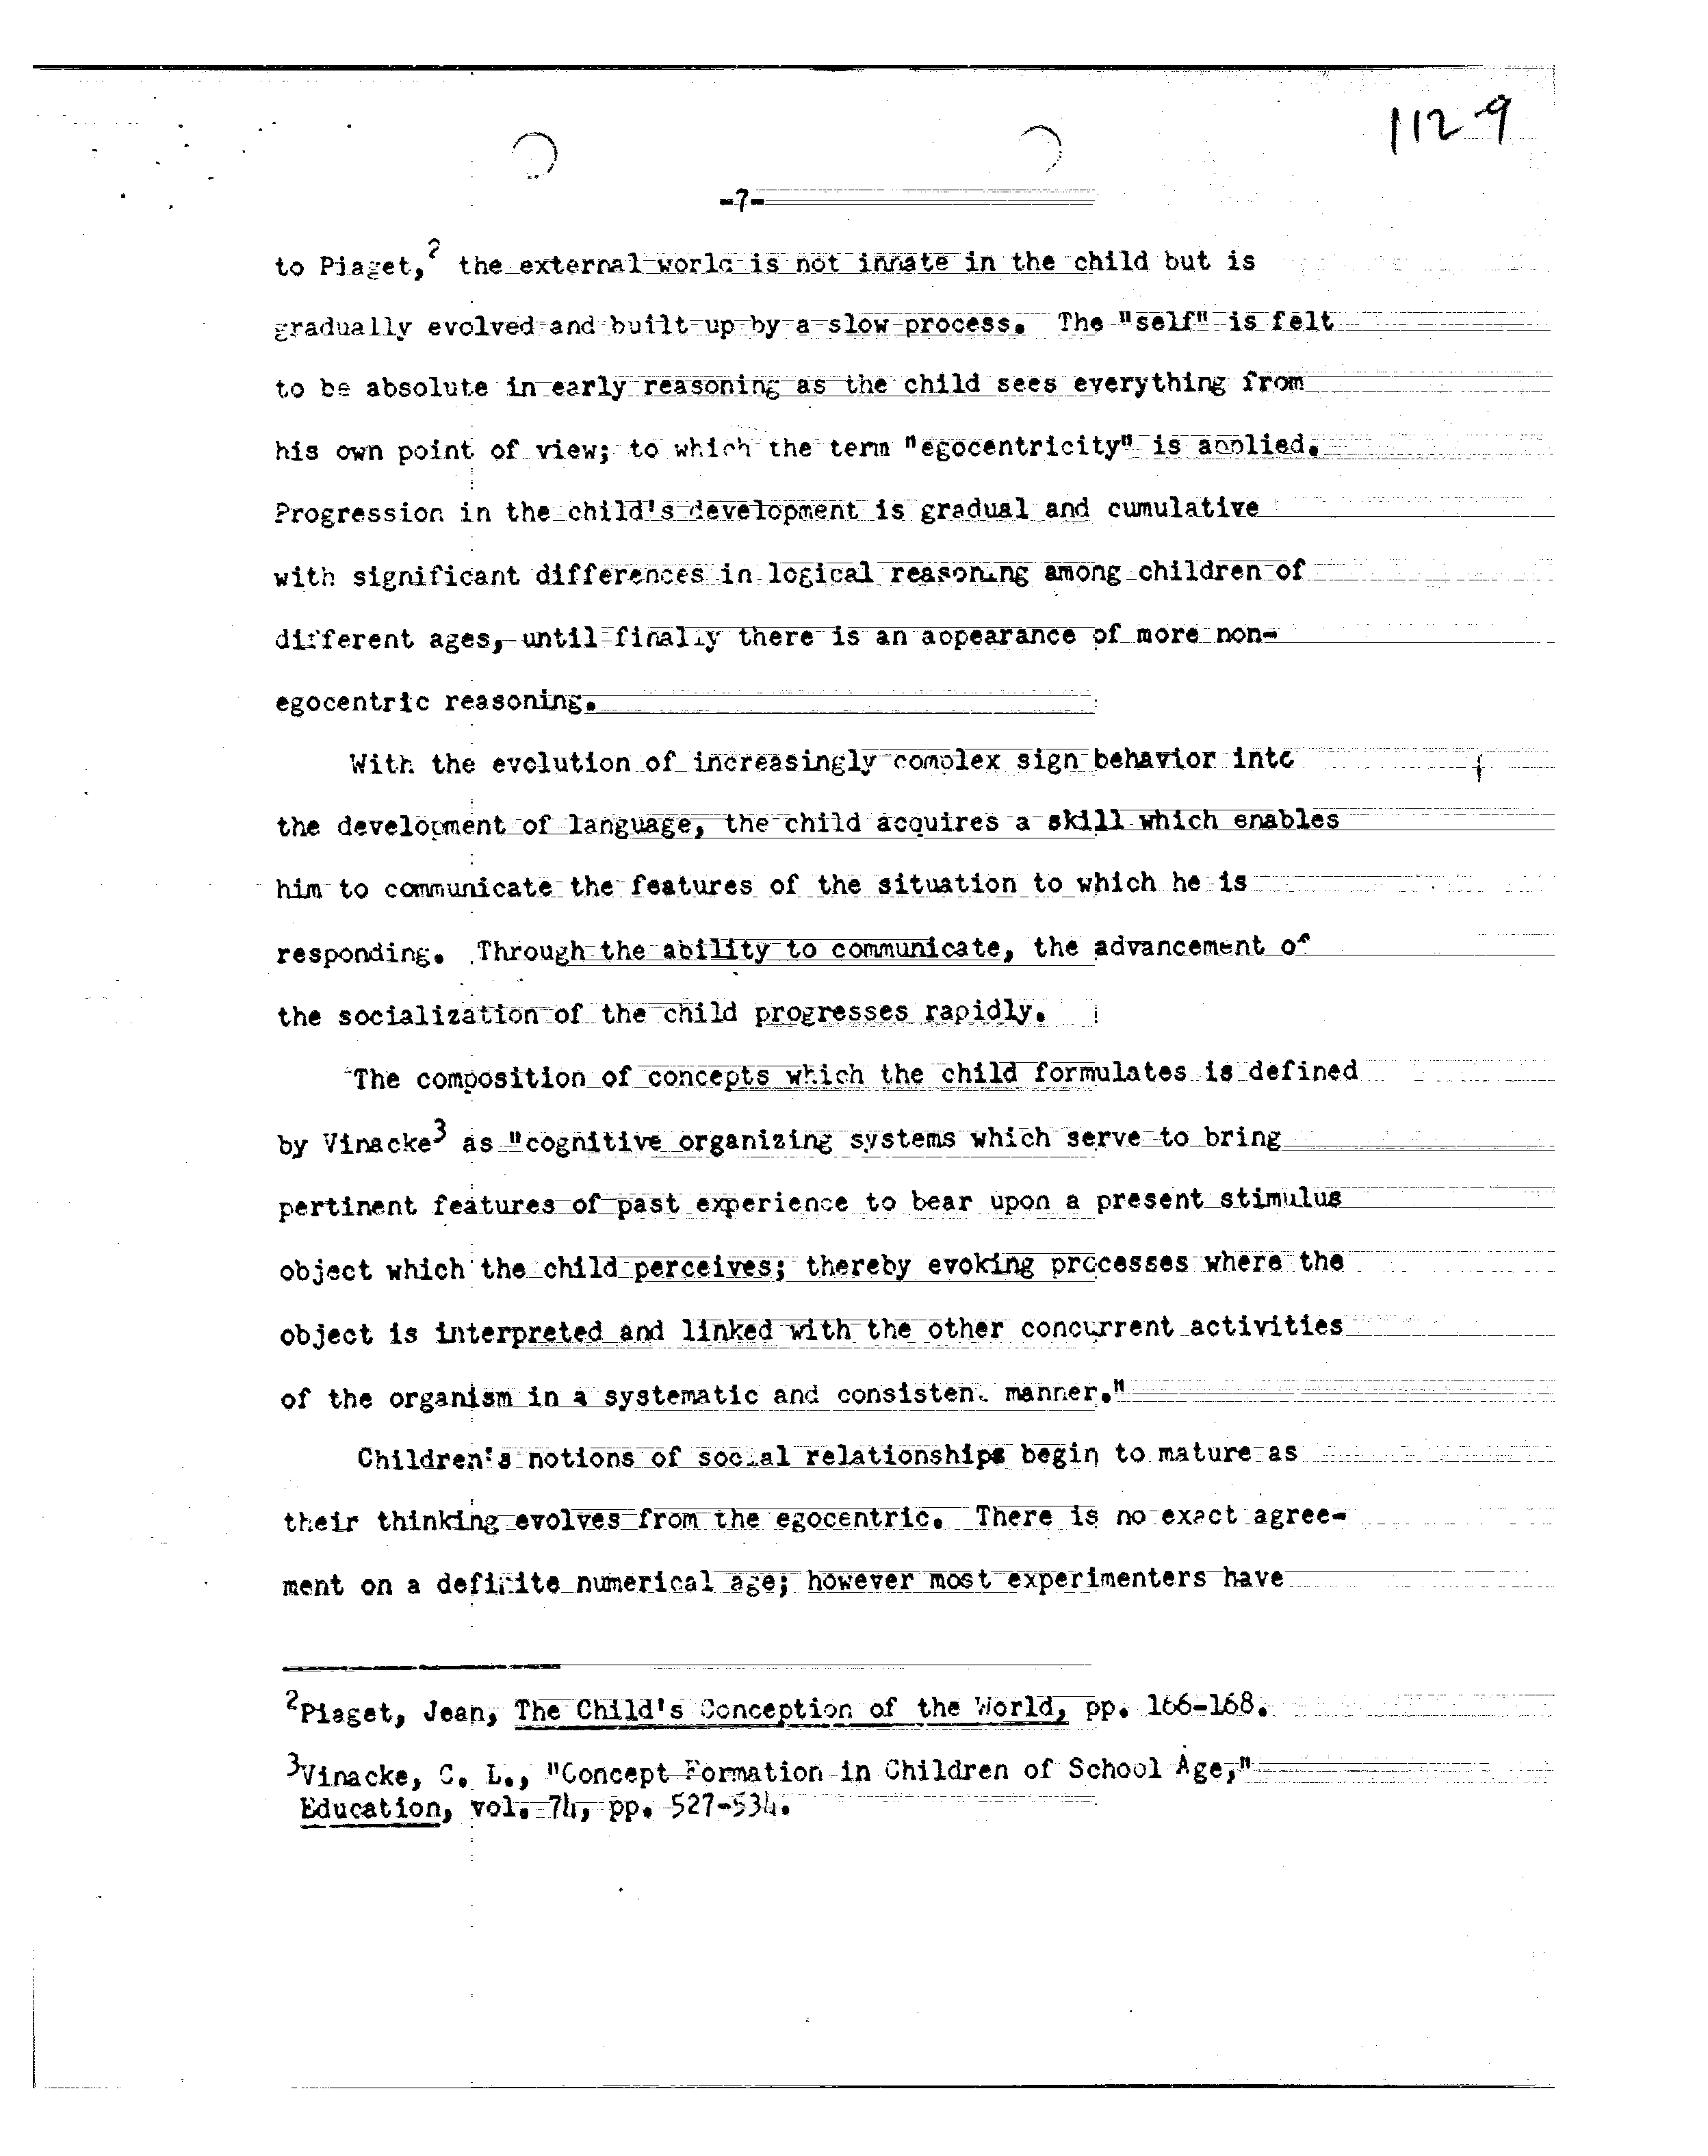 112-9
-7-
to Piaget,2 the external world is not innate in the child but is
gradually evolved and built up by a slow process. The "self" is felt
to be absolute in early reasoning as the child sees everything from
his own point of view; to which the term "egocentricity" is applied.
Progression in the child's development is gradual and cumulative
with significant differences in logical reasoning among children of
different ages, until finally there is an appearance of more non-
egocentric reasoning.
With the evolution of increasingly complex sign behavior into
the development of language, the child acquires a skill which enables
him to communicate the features of the situation to which he is
responding. Through the ability to communicate, the advancement of
the socialization of the child progresses rapidly.
The composition of concepts which the child formulates is defined
by Vinacke3 as "cognitive organizing systems which serve to bring
pertinent features of past experience to bear upon a present stimulus
object which the child perceives; thereby evoking processes where the
object is interpreted and linked with the other concurrent activities
of the organism in a systematic and consistent manner."
Children's notions of social relationships begin to mature as
their thinking evolves from the egocentric. There is no exact agree-
ment on a definite numerical age; however most experimenters have
2Piaget, Jean, The Child's Conception of the World, pp. 166-168.
3Vinacke, C. L., "Concept Formation in Children of School Age,"
Education, vol. 74, pp. 527-534.